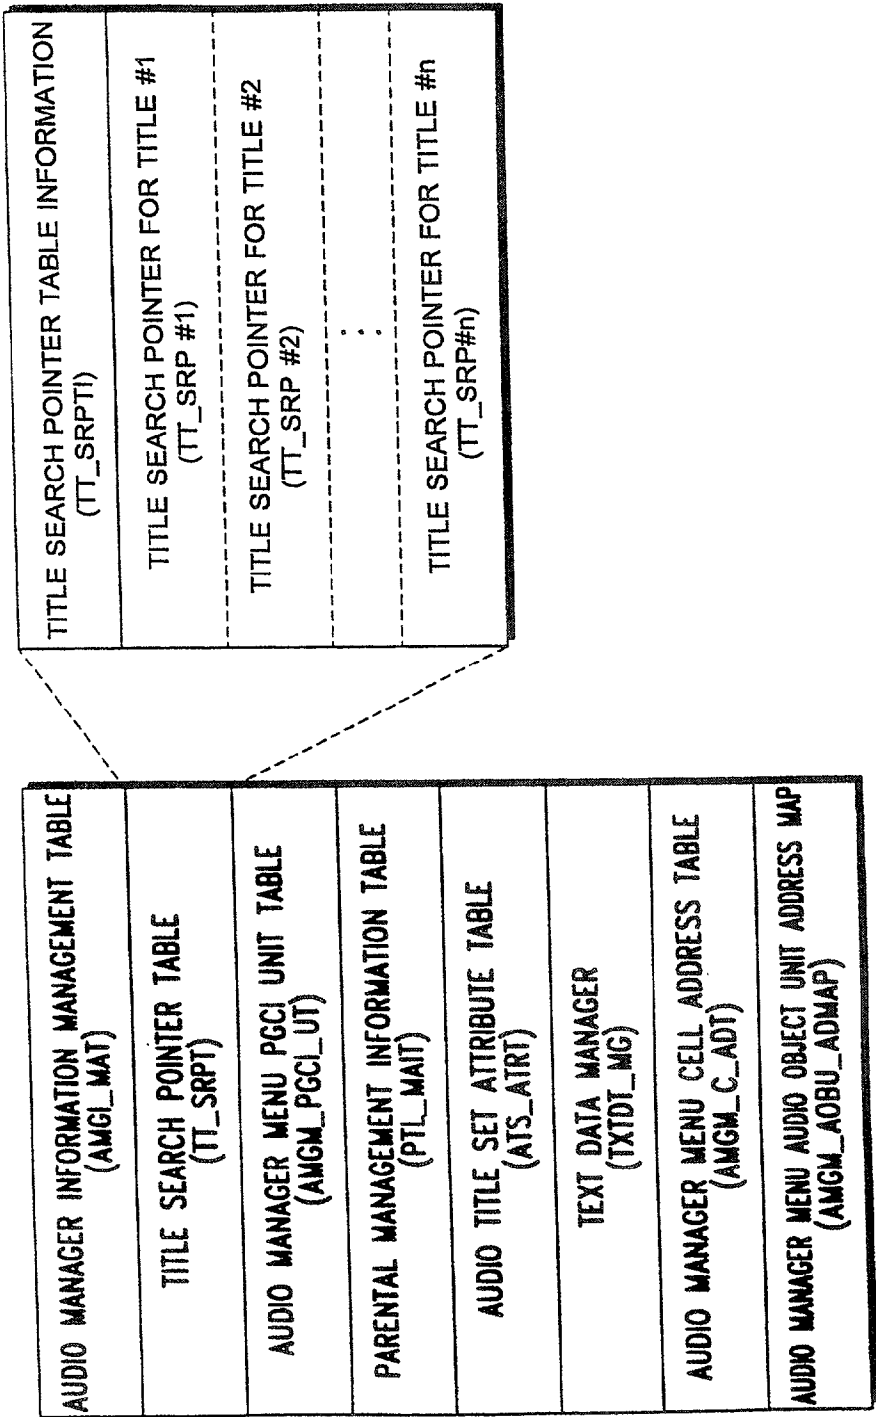 AUDIO MANAGER INFORMATION MANAGEMENT TABLE
(AMGI_MAT)
TITLE SEARCH POINTER TABLE
(TT_SRPT)
AUDIO MANAGER MENU PGCI UNIT TABLE
(AMGM_PGCI_UT)
PARENTAL MANAGEMENT INFORMATION TABLE
(PTL_MAIT)
AUDIO TITLE SET ATTRIBUTE TABLE
(ATS_ATRT)
TEXT DATA MANAGER
(TXTDT_MG)
AUDIO MANAGER MENU CELL ADDRESS TABLE
(AMGM_C_ADT)
AUDIO MANAGER MENU AUDIO OBJECT UNIT ADDRESS MAP
(AMGM_AOBU_ADMAP)
TITLE SEARCH POINTER TABLE INFORMATION
(TT_SRPTI)
TITLE SEARCH POINTER FOR TITLE #1
(TT_SRP #1)
TITLE SEARCH POINTER FOR TITLE #2
(TT_SRP #2)
TITLE SEARCH POINTER FOR TITLE #n
(TT_SRP#n)